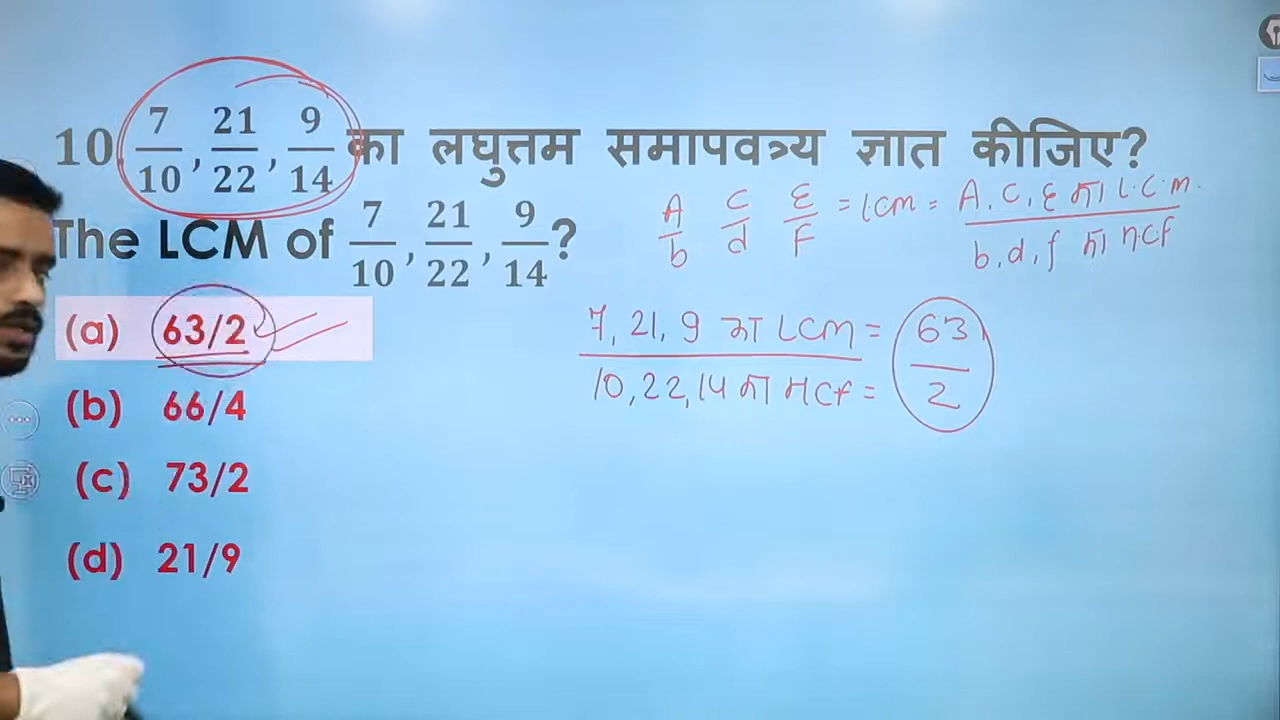 10. 7/10, 21/22, 9/14 का लघुत्तम समापवर्त्य ज्ञात कीजिए?
The LCM of 7/10, 21/22, 9/14?
A/b C/d E/F = LCM = A, C, E का L.C.M. / b, d, f का HCF
(a) 63/2
7, 21, 9 का LCM = 63
10, 22, 14 का HCF = 2
(b) 66/4
(c) 73/2
(d) 21/9